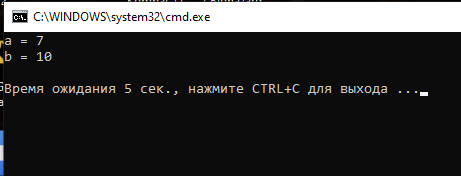 C:\WINDOWS\system32\cmd.exe
a = 7
b = 10
Время ожидания 5 сек., нажмите CTRL+C для выхода ...